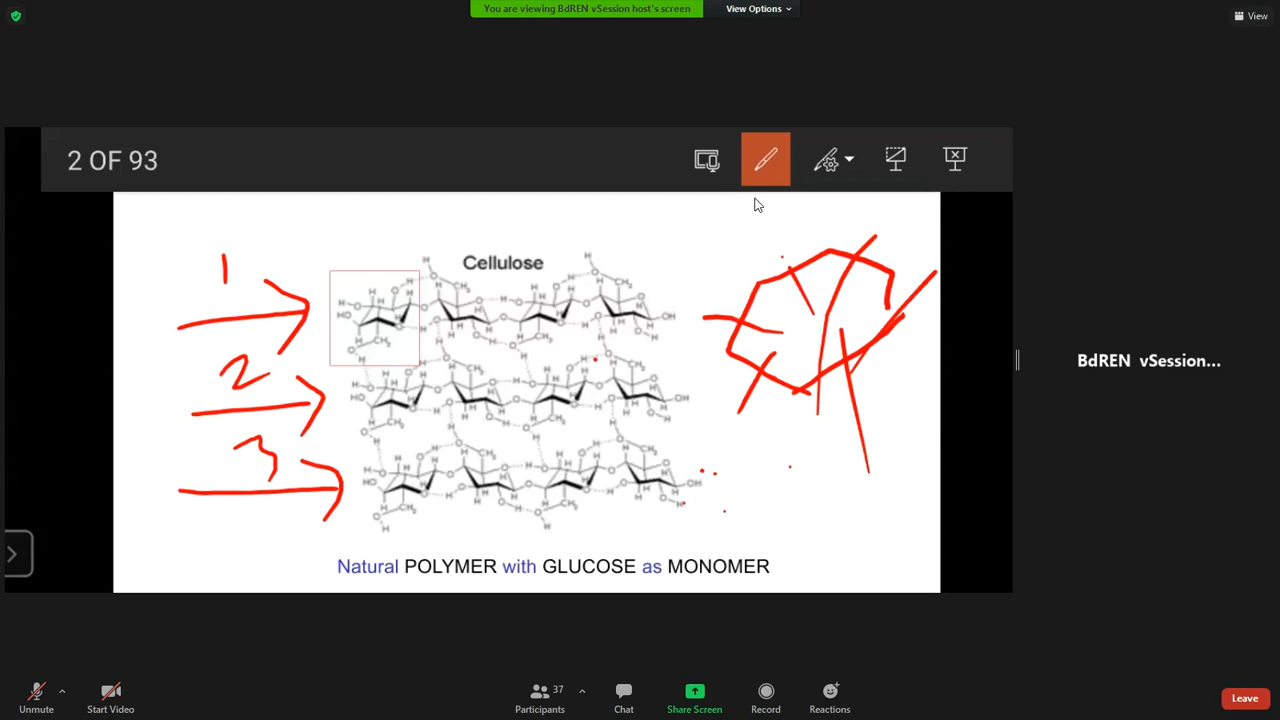 You are viewing BdREN vSession host's screen
View Options
View
2 OF 93
Cellulose
1
2
3
Natural POLYMER with GLUCOSE as MONOMER
BdREN vSession...
Unmute
Start Video
37
Participants
Chat
Share Screen
Record
Reactions
Leave